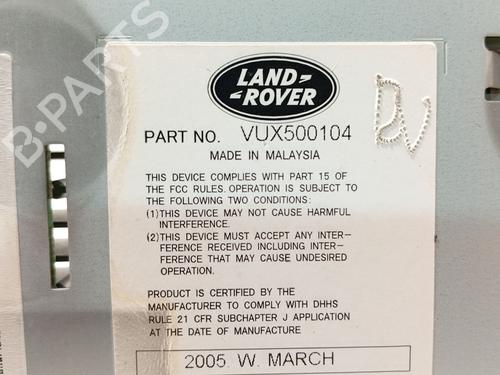 LAND-
ROVER
PART NO. VUX500104
MADE IN MALAYSIA
THIS DEVICE COMPLIES WITH PART 15 OF
THE FCC RULES. OPERATION IS SUBJECT TO
THE FOLLOWING TWO CONDITIONS:
(1)THIS DEVICE MAY NOT CAUSE HARMFUL
INTERFERENCE.
(2)THIS DEVICE MUST ACCEPT ANY INTER-
FERENCE RECEIVED INCLUDING INTER-
FERENCE THAT MAY CAUSE UNDESIRED
OPERATION.
PRODUCT IS CERTIFIED BY THE
MANUFACTURER TO COMPLY WITH DHHS
RULE 21 CFR SUBCHAPTER J APPLICATION
AT THE DATE OF MANUFACTURE
2005. W. MARCH
B-PARTS